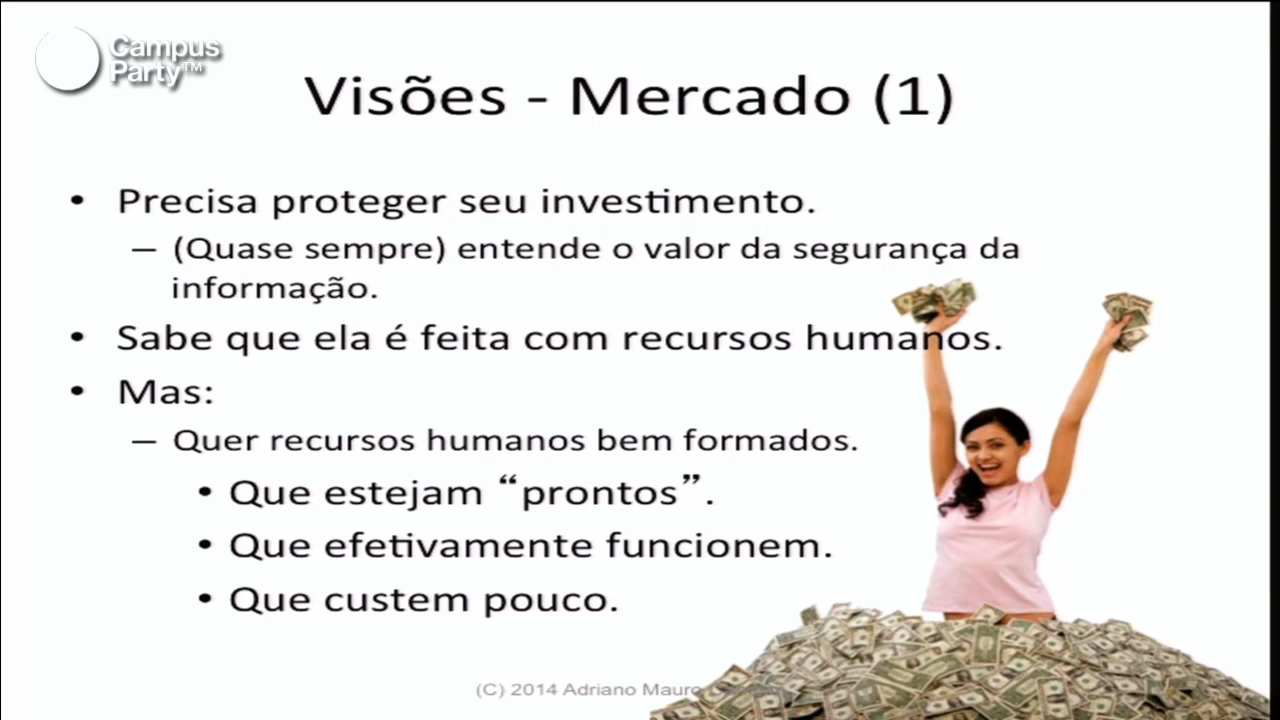 Campus
Party™
Visões - Mercado (1)
• Precisa proteger seu investimento.
– (Quase sempre) entende o valor da segurança da
informação.
• Sabe que ela é feita com recursos humanos.
• Mas:
– Quer recursos humanos bem formados.
• Que estejam “prontos”.
• Que efetivamente funcionem.
• Que custem pouco.
(C) 2014 Adriano Mauro